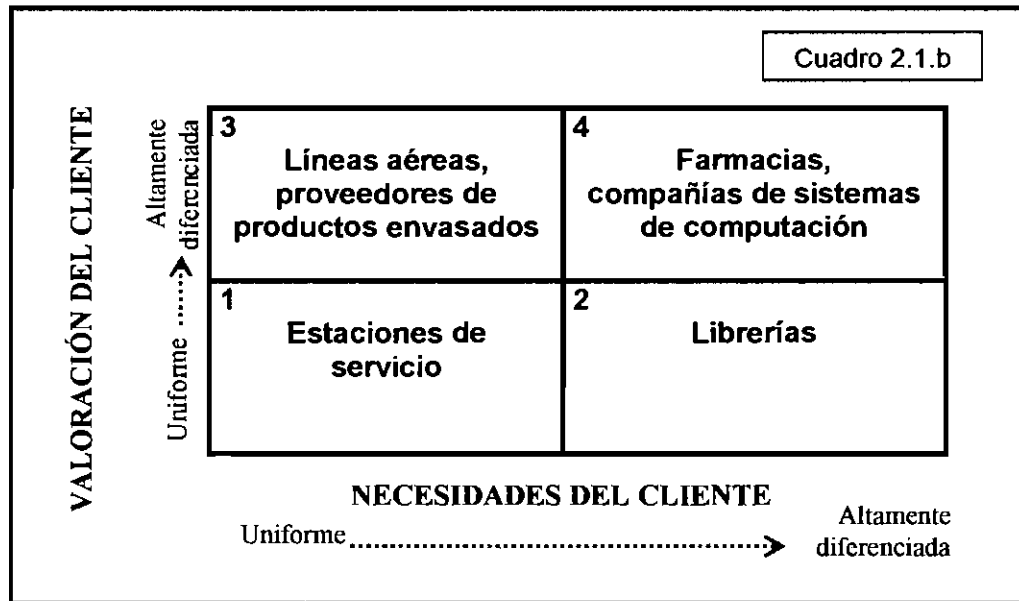 Cuadro 2.1.b
VALORACIÓN DEL CLIENTE
Uniforme
Altamente
diferenciada
3
Líneas aéreas,
proveedores de
productos envasados
4
Farmacias,
compañías de sistemas
de computación
1
Estaciones de
servicio
2
Librerías
NECESIDADES DEL CLIENTE
Uniforme
Altamente
diferenciada